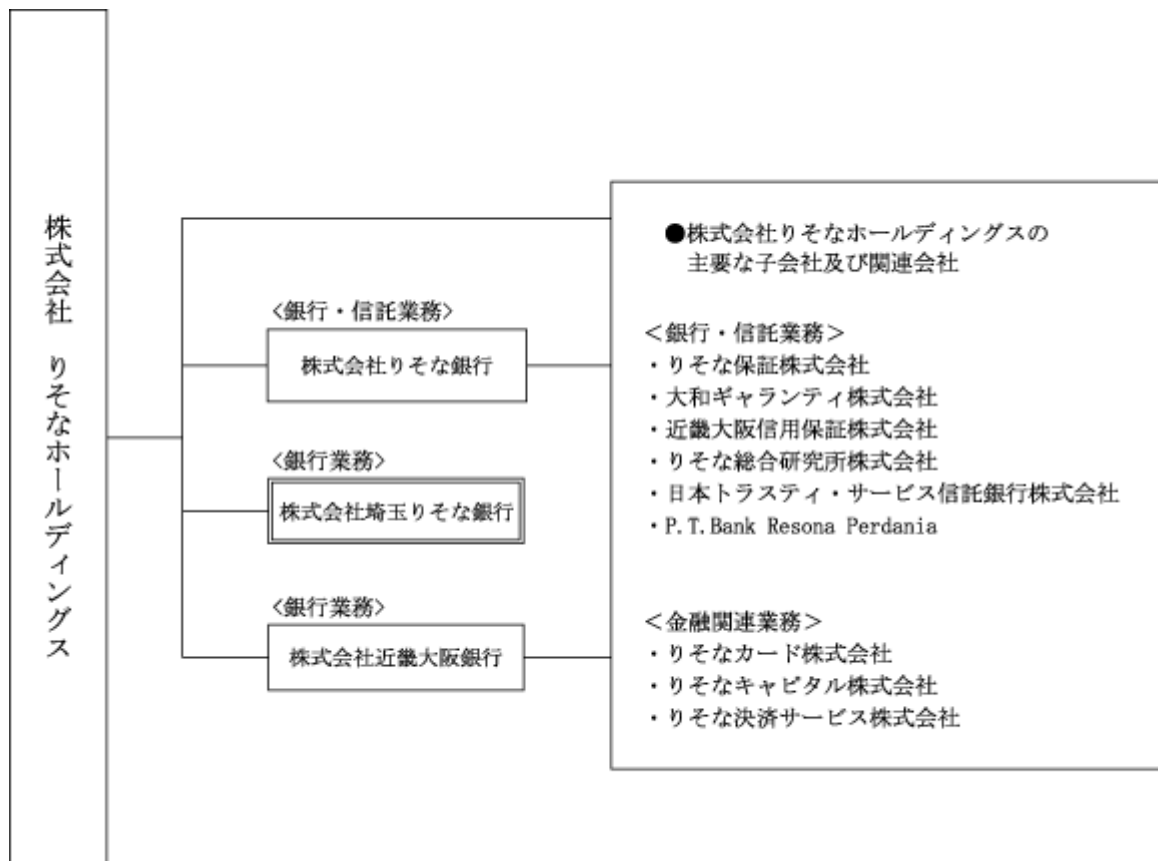 株式会社 りそなホールディングス
<銀行・信託業務>
株式会社りそな銀行
<銀行業務>
株式会社埼玉りそな銀行
<銀行業務>
株式会社近畿大阪銀行
●株式会社りそなホールディングスの
主要な子会社及び関連会社
＜銀行・信託業務＞
・りそな保証株式会社
・大和ギャランティ株式会社
・近畿大阪信用保証株式会社
・りそな総合研究所株式会社
・日本トラスティ・サービス信託銀行株式会社
・P.T.Bank Resona Perdania
＜金融関連業務＞
・りそなカード株式会社
・りそなキャピタル株式会社
・りそな決済サービス株式会社